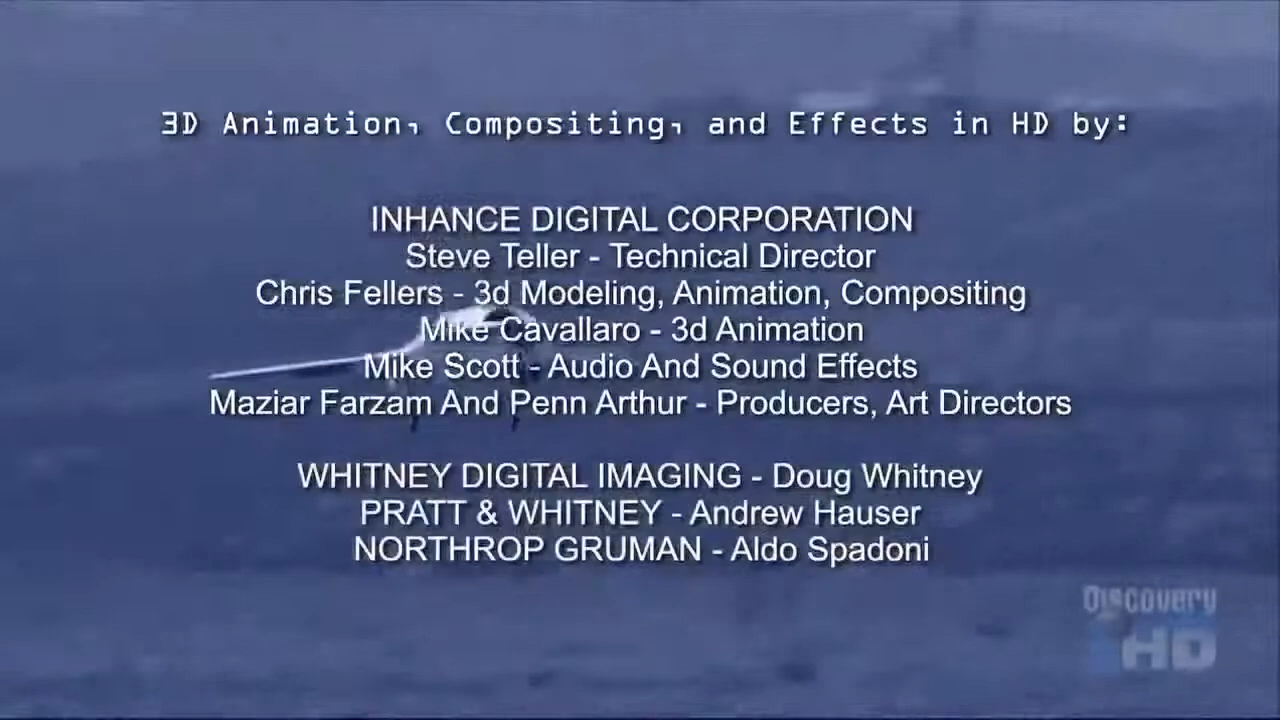 3D Animation, Compositing, and Effects in HD by:
INHANCE DIGITAL CORPORATION
Steve Teller - Technical Director
Chris Fellers - 3d Modeling, Animation, Compositing
Mike Cavallaro - 3d Animation
Mike Scott - Audio And Sound Effects
Maziar Farzam And Penn Arthur - Producers, Art Directors
WHITNEY DIGITAL IMAGING - Doug Whitney
PRATT & WHITNEY - Andrew Hauser
NORTHROP GRUMAN - Aldo Spadoni
Discovery
HD